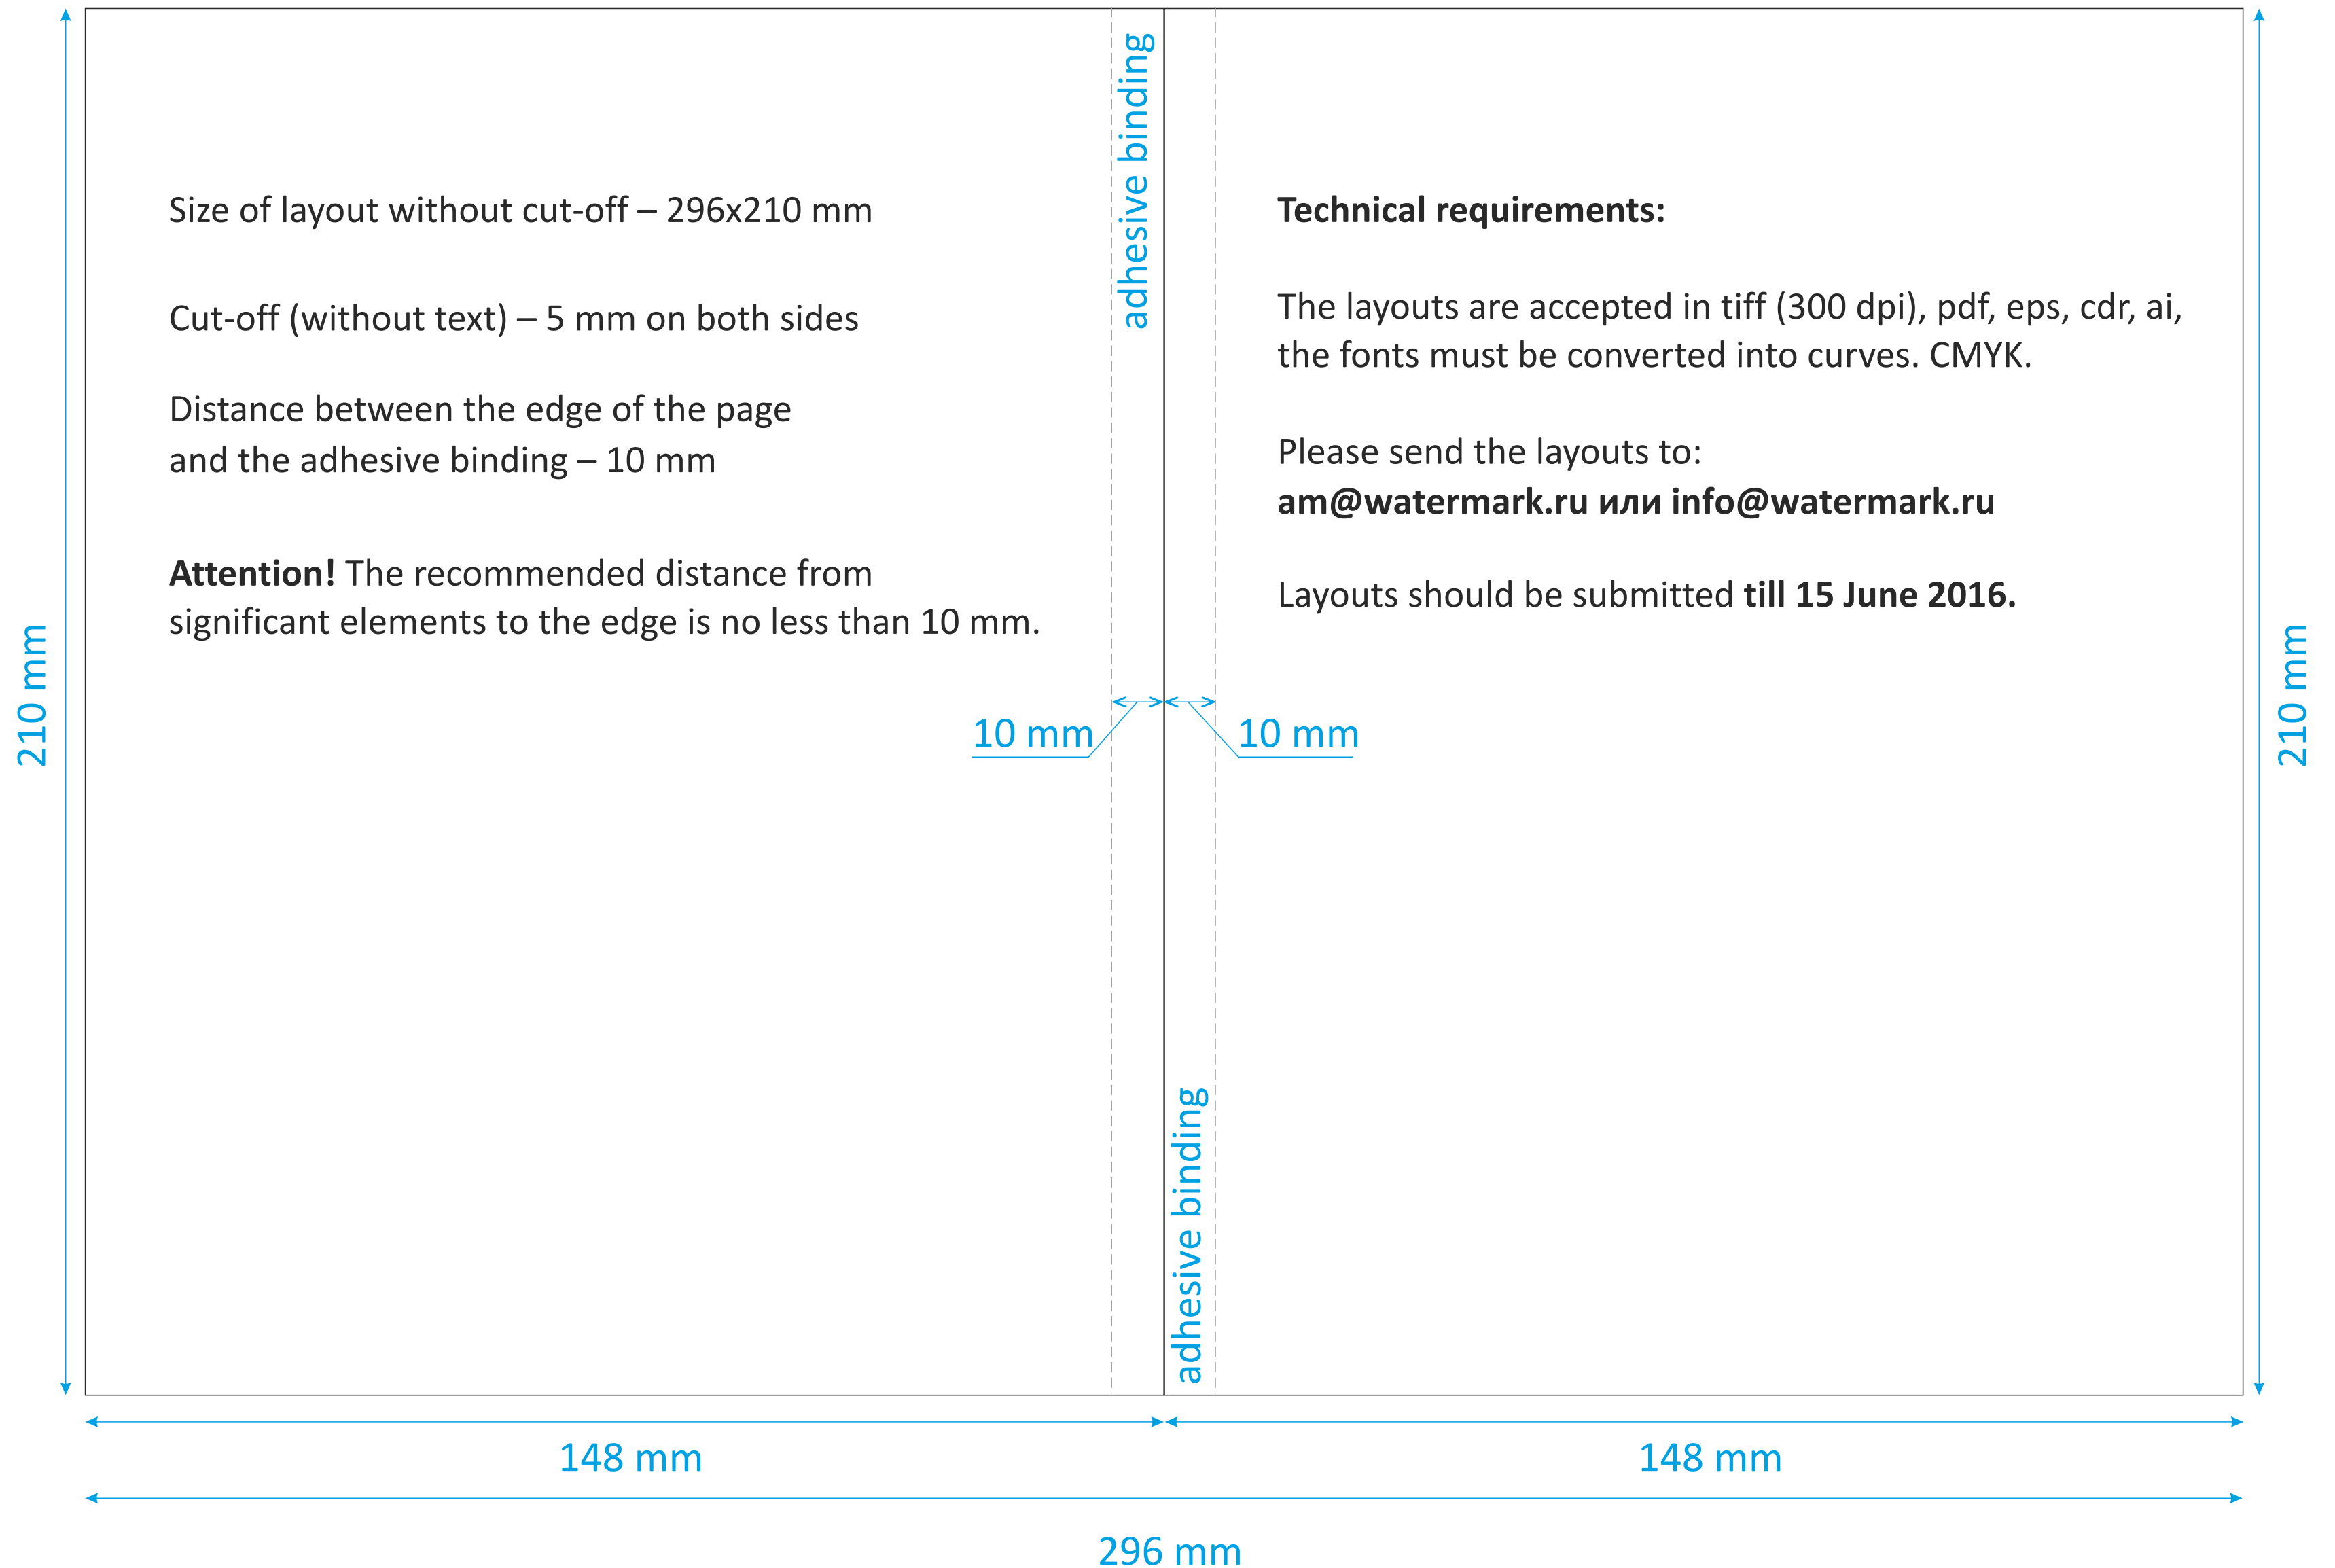 Size of layout without cut-off – 296x210 mm
Cut-off (without text) – 5 mm on both sides
Distance between the edge of the page
and the adhesive binding – 10 mm
Attention! The recommended distance from
significant elements to the edge is no less than 10 mm.
adhesive binding
Technical requirements:
The layouts are accepted in tiff (300 dpi), pdf, eps, cdr, ai,
the fonts must be converted into curves. CMYK.
Please send the layouts to:
am@watermark.ru или info@watermark.ru
Layouts should be submitted till 15 June 2016.
210 mm
10 mm
10 mm
210 mm
adhesive binding
148 mm
148 mm
296 mm